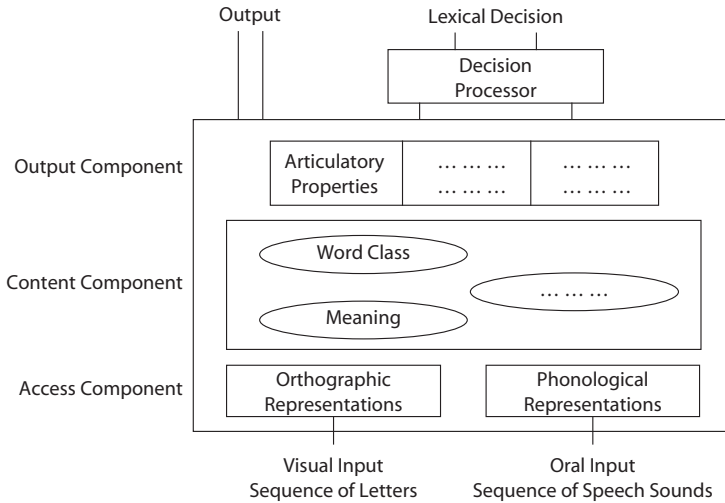 Output
Lexical Decision
Decision
Processor
Output Component
Articulatory
Properties
... ... ...
... ... ...
... ... ...
... ... ...
Content Component
Word Class
... ... ...
Meaning
Access Component
Orthographic
Representations
Phonological
Representations
Visual Input
Sequence of Letters
Oral Input
Sequence of Speech Sounds